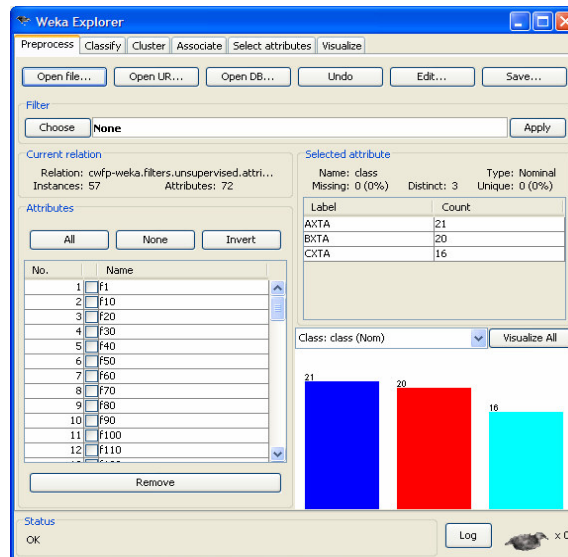 Weka Explorer
Preprocess Classify Cluster Associate Select attributes Visualize
Open file... Open UR... Open DB... Undo Edit... Save...
Filter
Choose None Apply
Current relation
Relation: cwfp-weka.filters.unsupervised.attri...
Instances: 57 Attributes: 72
Attributes
All None Invert
No. Name
1 f1
2 f10
3 f20
4 f30
5 f40
6 f50
7 f60
8 f70
9 f80
10 f90
11 f100
12 f110
Remove
Selected attribute
Name: class Type: Nominal
Missing: 0 (0%) Distinct: 3 Unique: 0 (0%)
Label Count
AXTA 21
BXTA 20
CXTA 16
Class: class (Nom) Visualize All
21
20
16
Status
OK
Log
x 0